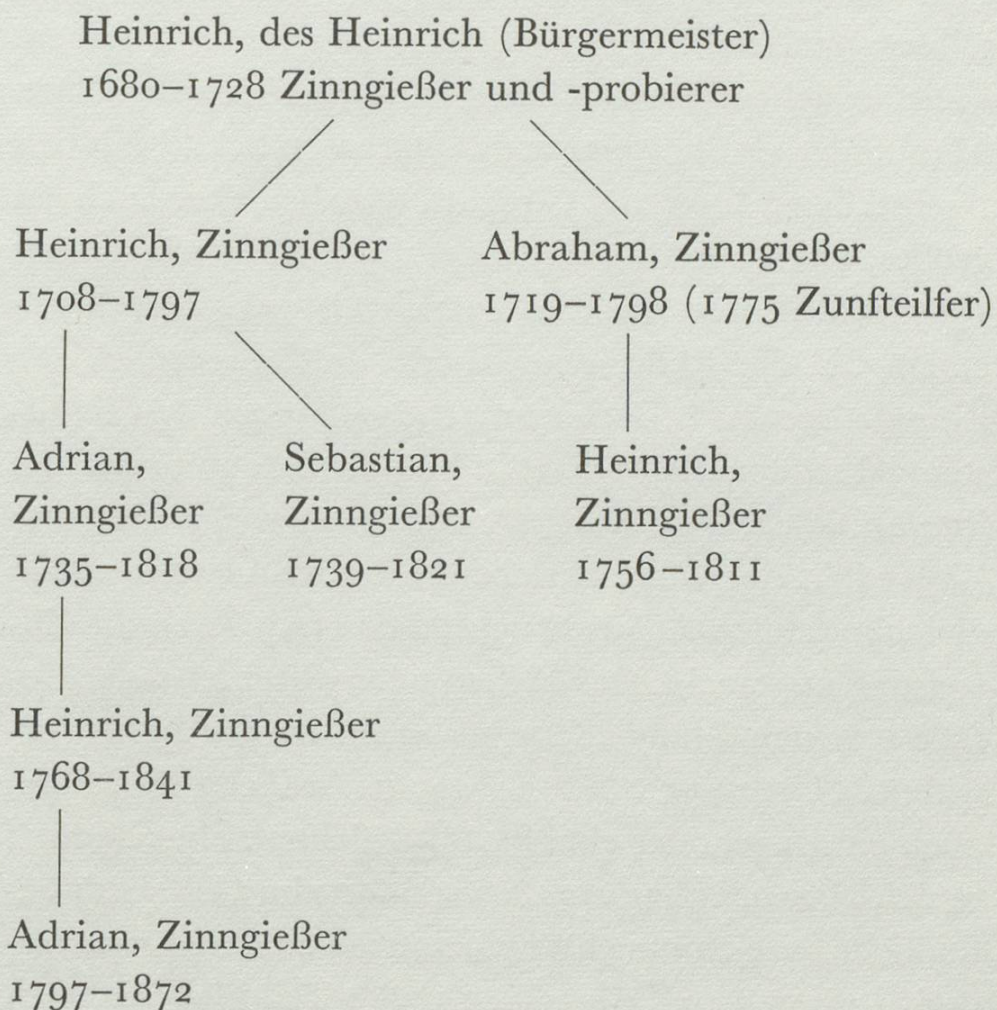 Heinrich, des Heinrich (Bürgermeister)
1680–1728 Zinngießer und -probierer
Heinrich, Zinngießer
1708–1797
Abraham, Zinngießer
1719–1798 (1775 Zunfteilfer)
Adrian,
Zinngießer
1735–1818
Sebastian,
Zinngießer
1739–1821
Heinrich,
Zinngießer
1756–1811
Heinrich, Zinngießer
1768–1841
Adrian, Zinngießer
1797–1872